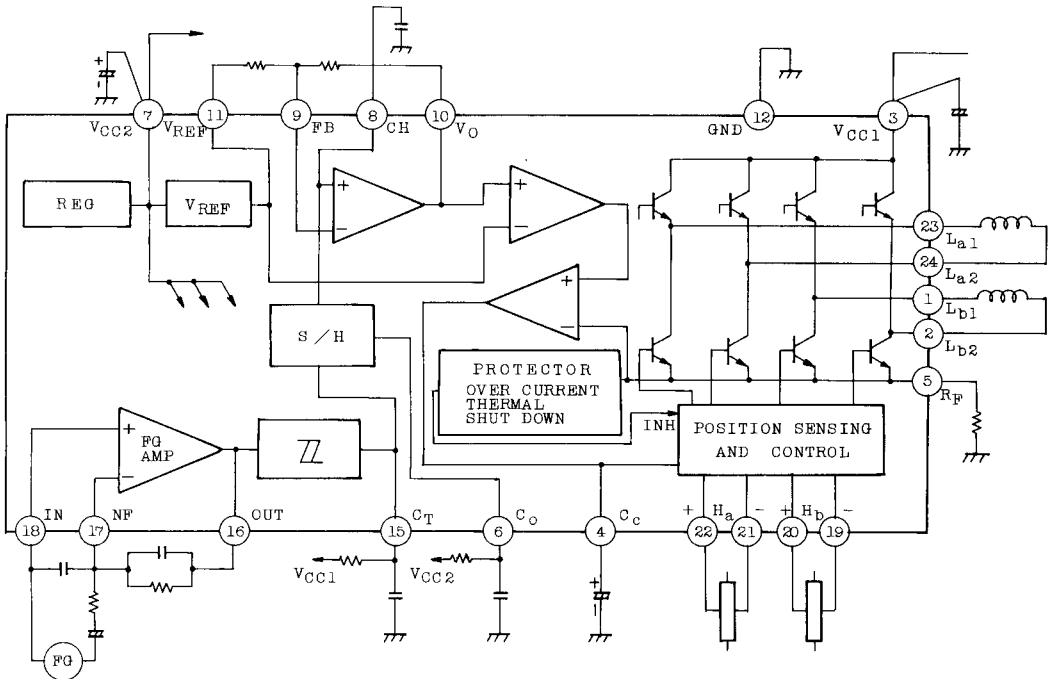 +
-
7
VCC2
11
VREF
9
FB
8
CH
10
VO
12
GND
3
VCC1
REG
VREF
+
-
+
-
+
-
23
La1
24
La2
1
Lb1
2
Lb2
5
RF
S/H
PROTECTOR
OVER CURRENT
THERMAL
SHUT DOWN
INH
POSITION SENSING
AND CONTROL
+
-
FG
AMP
18
IN
17
NF
16
OUT
15
CT
6
CO
4
Cc
+
22
Ha
-
21
+
20
Hb
-
19
VCC1
VCC2
+
-
FG